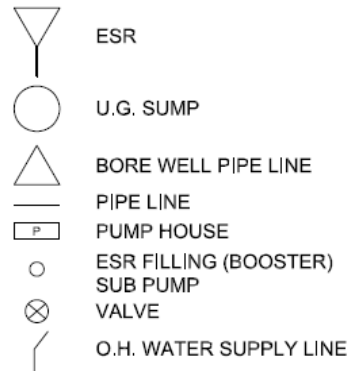 ESR
U.G. SUMP
BORE WELL PIPE LINE
PIPE LINE
P PUMP HOUSE
ESR FILLING (BOOSTER)
SUB PUMP
VALVE
O.H. WATER SUPPLY LINE